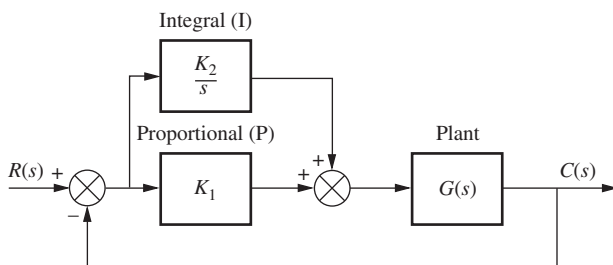 Integral (I)
K₂
s
Proportional (P)
Plant
R(s)
+
+
+
K₁
G(s)
C(s)
−